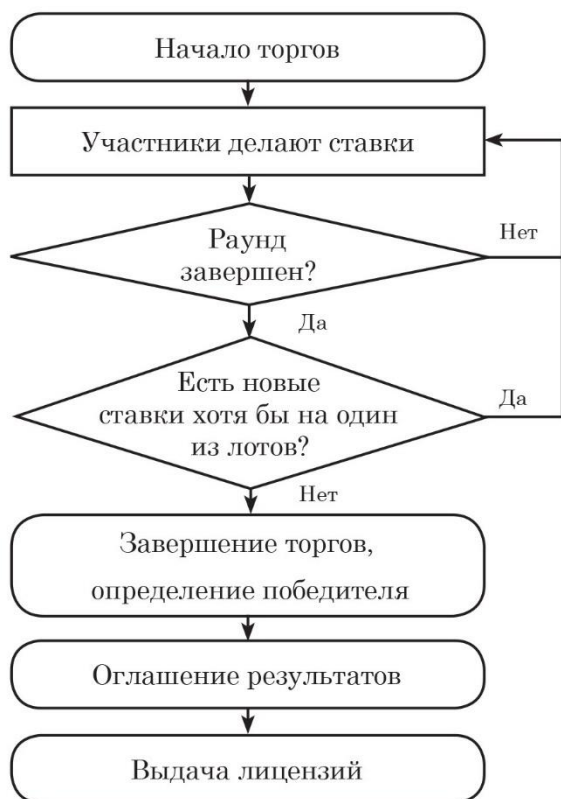 Начало торгов
Участники делают ставки
Раунд
завершен?
Нет
Да
Есть новые
ставки хотя бы на один
из лотов?
Да
Нет
Завершение торгов,
определение победителя
Оглашение результатов
Выдача лицензий